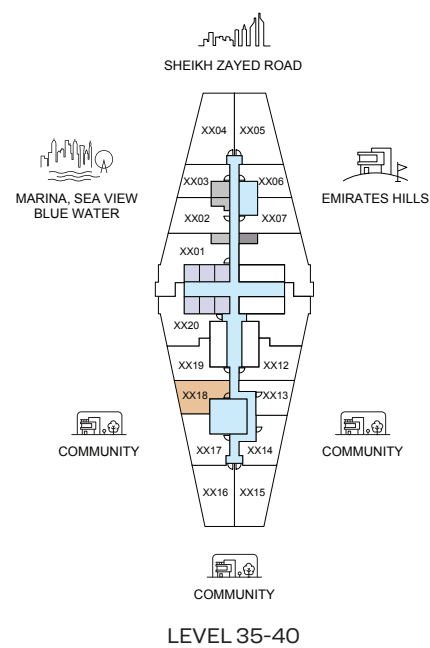 SHEIKH ZAYED ROAD
XX04
XX05
MARINA, SEA VIEW
BLUE WATER
EMIRATES HILLS
XX03
XX06
XX02
XX07
XX01
XX20
XX19
XX12
XX18
XX13
COMMUNITY
COMMUNITY
XX17
XX14
XX16
XX15
COMMUNITY
LEVEL 35-40